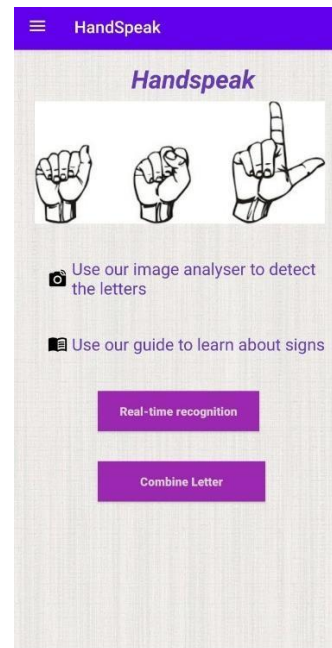 HandSpeak
Handspeak
Use our image analyser to detect
the letters
Use our guide to learn about signs
Real-time recognition
Combine Letter